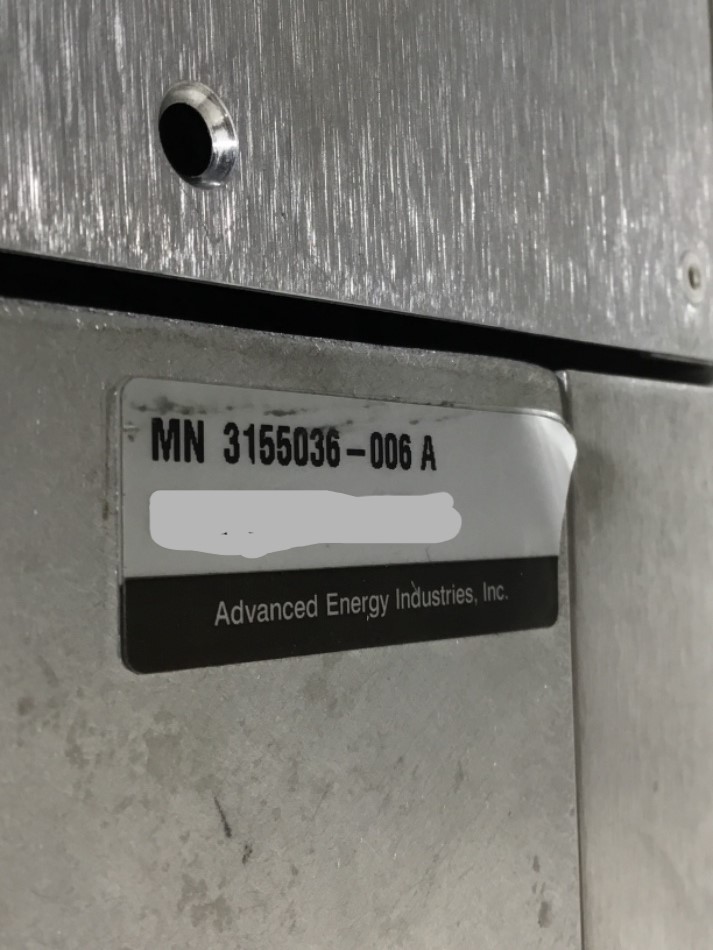 MN 3155036-006 A
Advanced Energy Industries, Inc.